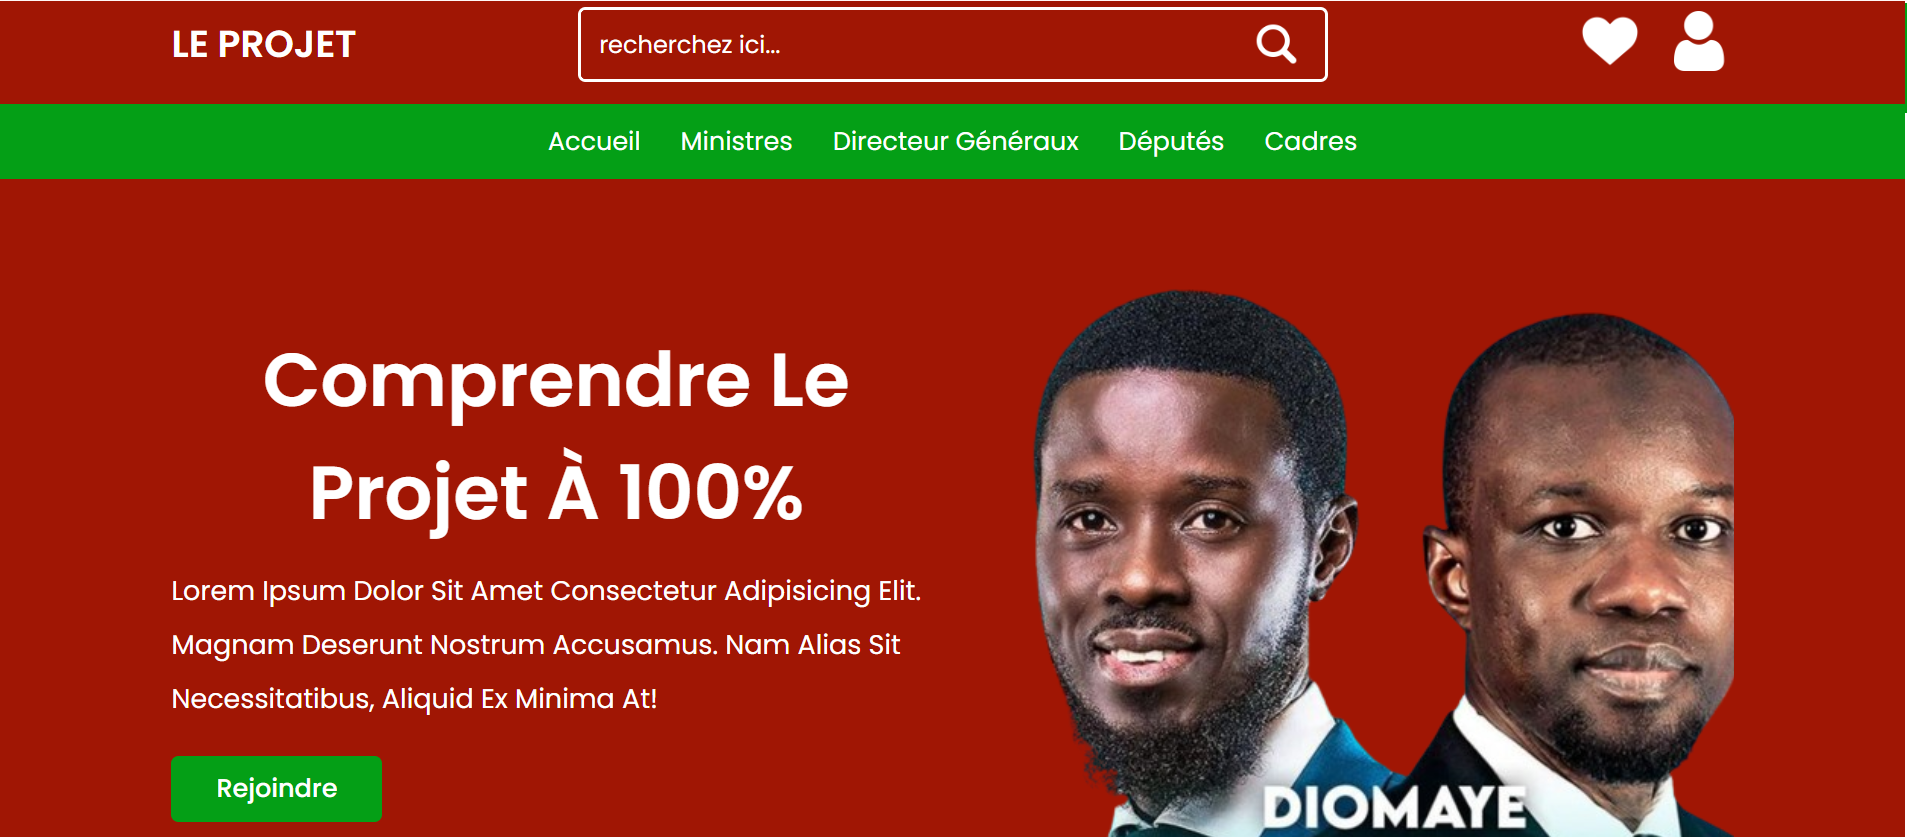 LE PROJET
recherchez ici...
Accueil Ministres Directeur Généraux Députés Cadres
Comprendre Le
Projet À 100%
Lorem Ipsum Dolor Sit Amet Consectetur Adipisicing Elit.
Magnam Deserunt Nostrum Accusamus. Nam Alias Sit
Necessitatibus, Aliquid Ex Minima At!
Rejoindre
DIOMAYE